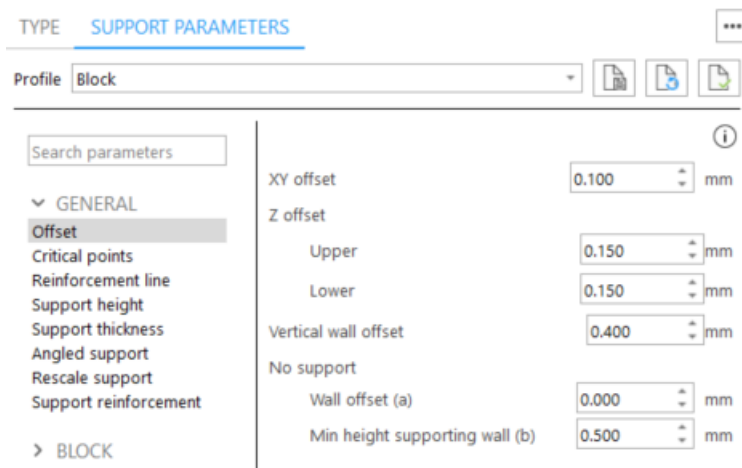 TYPE SUPPORT PARAMETERS
Profile Block
Search parameters
GENERAL
Offset
Critical points
Reinforcement line
Support height
Support thickness
Angled support
Rescale support
Support reinforcement
BLOCK
XY offset 0.100 mm
Z offset
Upper 0.150 mm
Lower 0.150 mm
Vertical wall offset 0.400 mm
No support
Wall offset (a) 0.000 mm
Min height supporting wall (b) 0.500 mm